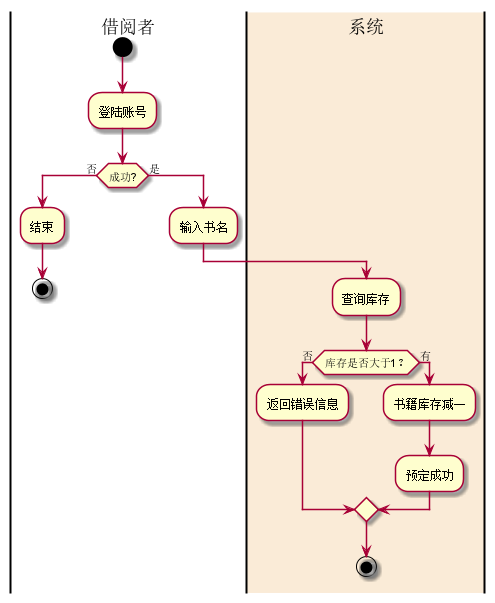 借阅者
系统
登陆账号
否
成功?
是
结束
输入书名
查询库存
否
库存是否大于1？
有
返回错误信息
书籍库存减一
预定成功